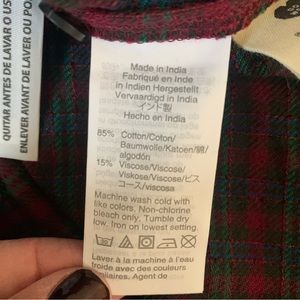 QUITAR ANTES DE LAVAR O US
ENLEVER AVANT DE LAVER OU PO
Made in India
Fabriqué en Inde
in Indien Hergestellt
Vervaardigd in India
インド製
Hecho en India
85% Cotton/Coton/
Baumwolle/Katoen/綿/
algodón
15% Viscose/Viscose/
Viskose/Viscose/ビス
コース/viscosa
Machine wash cold with
like colors. Non-chlorine
bleach only. Tumble dry
low. Iron on lowest setting.
Laver à la machine à l'eau
froide avec des couleurs
similaires. Agent de